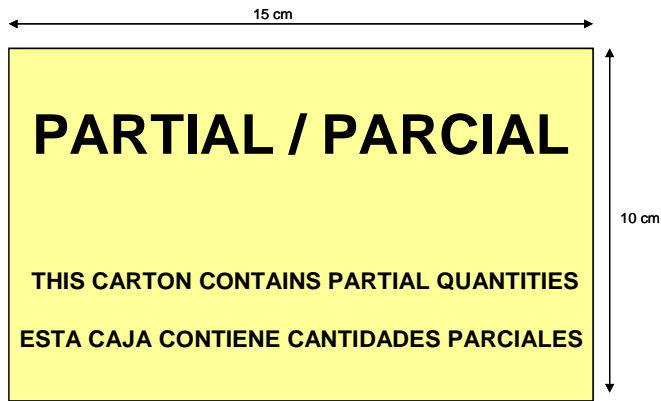 15 cm
PARTIAL / PARCIAL
10 cm
THIS CARTON CONTAINS PARTIAL QUANTITIES
ESTA CAJA CONTIENE CANTIDADES PARCIALES